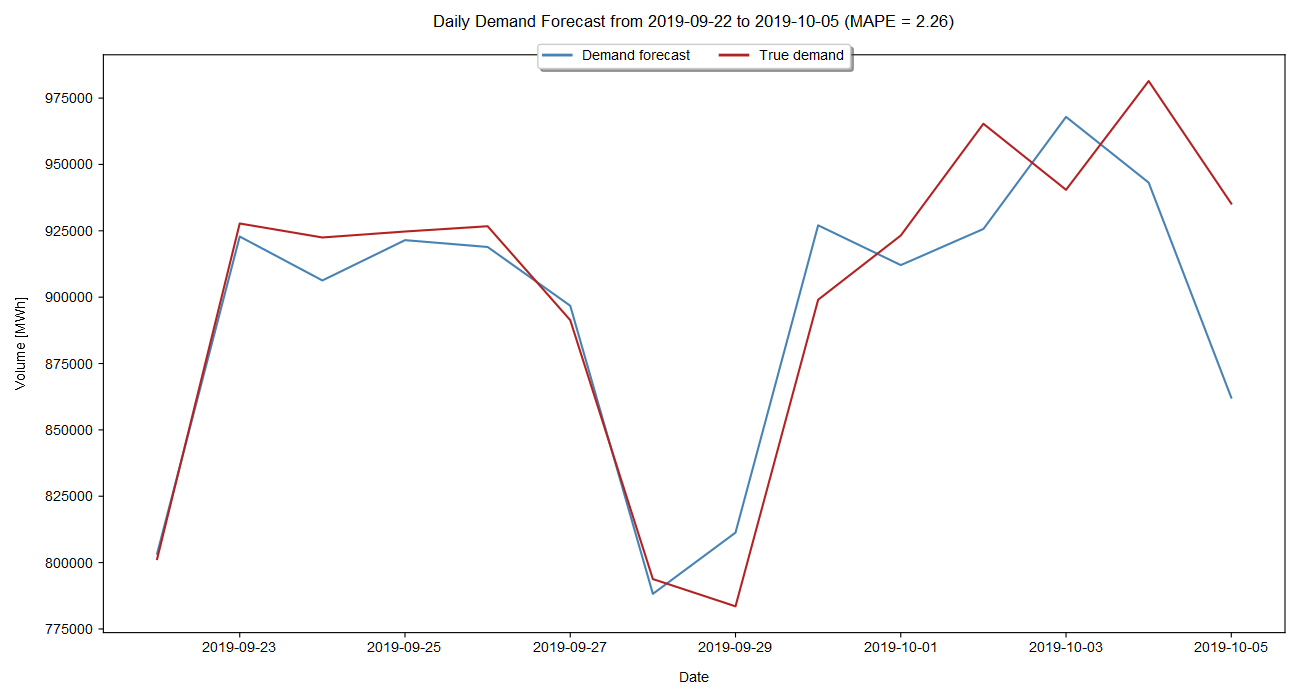 Daily Demand Forecast from 2019-09-22 to 2019-10-05 (MAPE = 2.26)
Demand forecast True demand
975000
950000
925000
900000
875000
850000
825000
800000
775000
Volume [MWh]
2019-09-23 2019-09-25 2019-09-27 2019-09-29 2019-10-01 2019-10-03 2019-10-05
Date